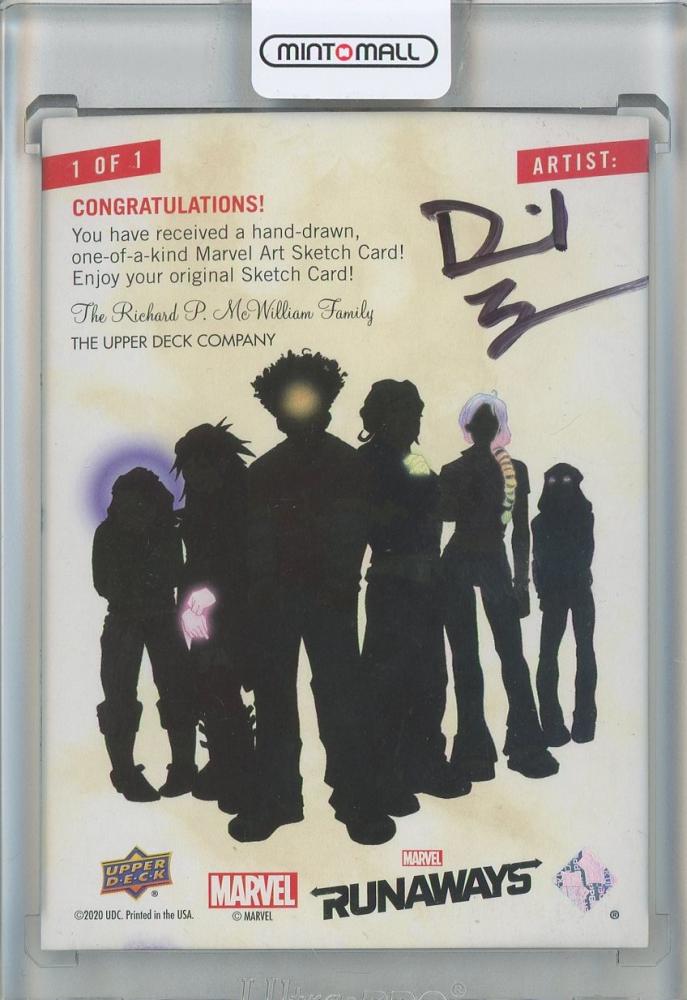 MINTOMALL
1 OF 1
ARTIST:
CONGRATULATIONS!
You have received a hand-drawn,
one-of-a-kind Marvel Art Sketch Card!
Enjoy your original Sketch Card!
The Richard P. McWilliam Family
THE UPPER DECK COMPANY
UPPER
D·E·C·K
®
©2020 UDC. Printed in the USA.
MARVEL
© MARVEL
MARVEL
RUNAWAYS
®